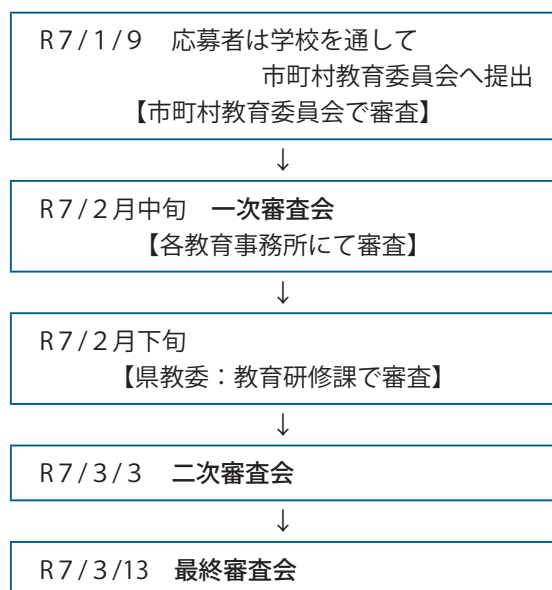 R７/１/９　応募者は学校を通して
市町村教育委員会へ提出
【市町村教育委員会で審査】
↓
R７/２月中旬　一次審査会
【各教育事務所にて審査】
↓
R７/２月下旬
【県教委：教育研修課で審査】
↓
R７/３/３　二次審査会
↓
R７/３/13　最終審査会